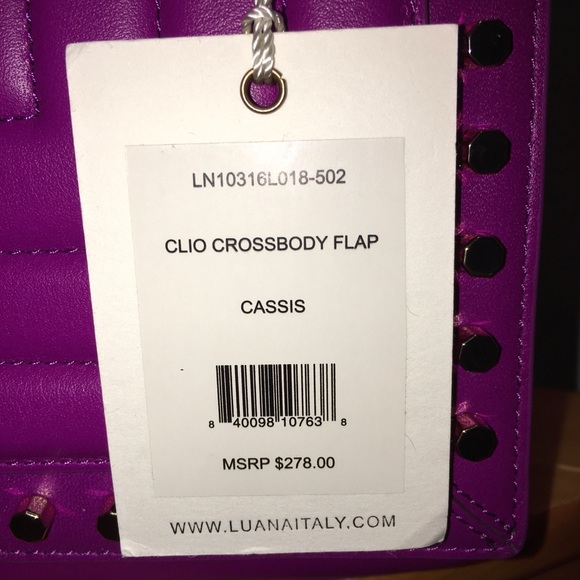 LN10316L018-502
CLIO CROSSBODY FLAP
CASSIS
8 40098 10763 8
MSRP $278.00
WWW.LUANAITALY.COM